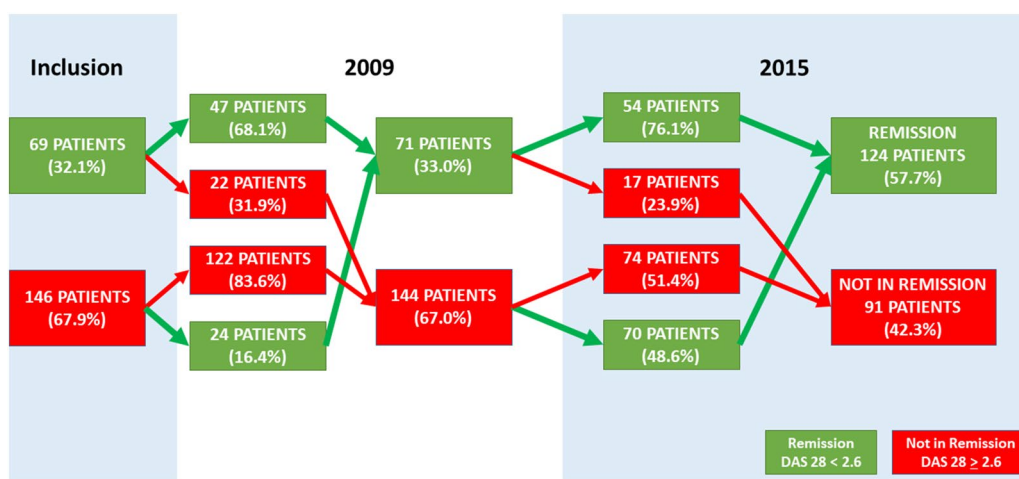 Inclusion
2009
2015
69 PATIENTS
(32.1%)
146 PATIENTS
(67.9%)
47 PATIENTS
(68.1%)
22 PATIENTS
(31.9%)
122 PATIENTS
(83.6%)
24 PATIENTS
(16.4%)
71 PATIENTS
(33.0%)
144 PATIENTS
(67.0%)
54 PATIENTS
(76.1%)
17 PATIENTS
(23.9%)
74 PATIENTS
(51.4%)
70 PATIENTS
(48.6%)
REMISSION
124 PATIENTS
(57.7%)
NOT IN REMISSION
91 PATIENTS
(42.3%)
Remission
DAS 28 < 2.6
Not in Remission
DAS 28 ≥ 2.6